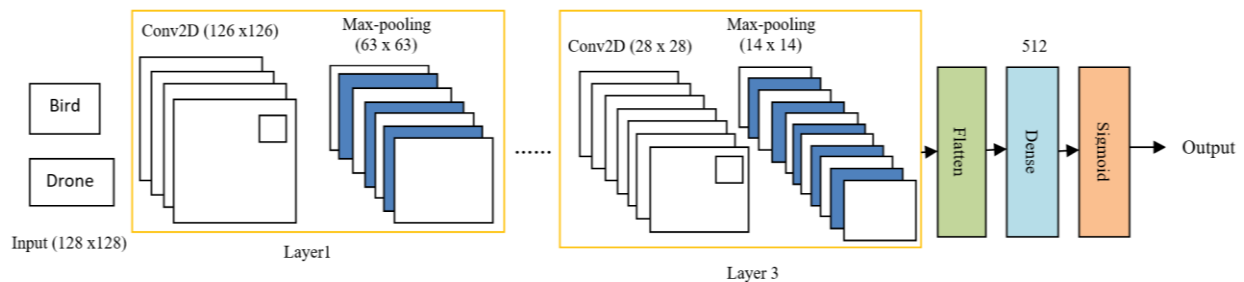 Bird
Drone
Input (128 x128)
Conv2D (126 x126)
Max-pooling
(63 x 63)
Layer1
......
Conv2D (28 x 28)
Max-pooling
(14 x 14)
Layer 3
Flatten
512
Dense
Sigmoid
Output